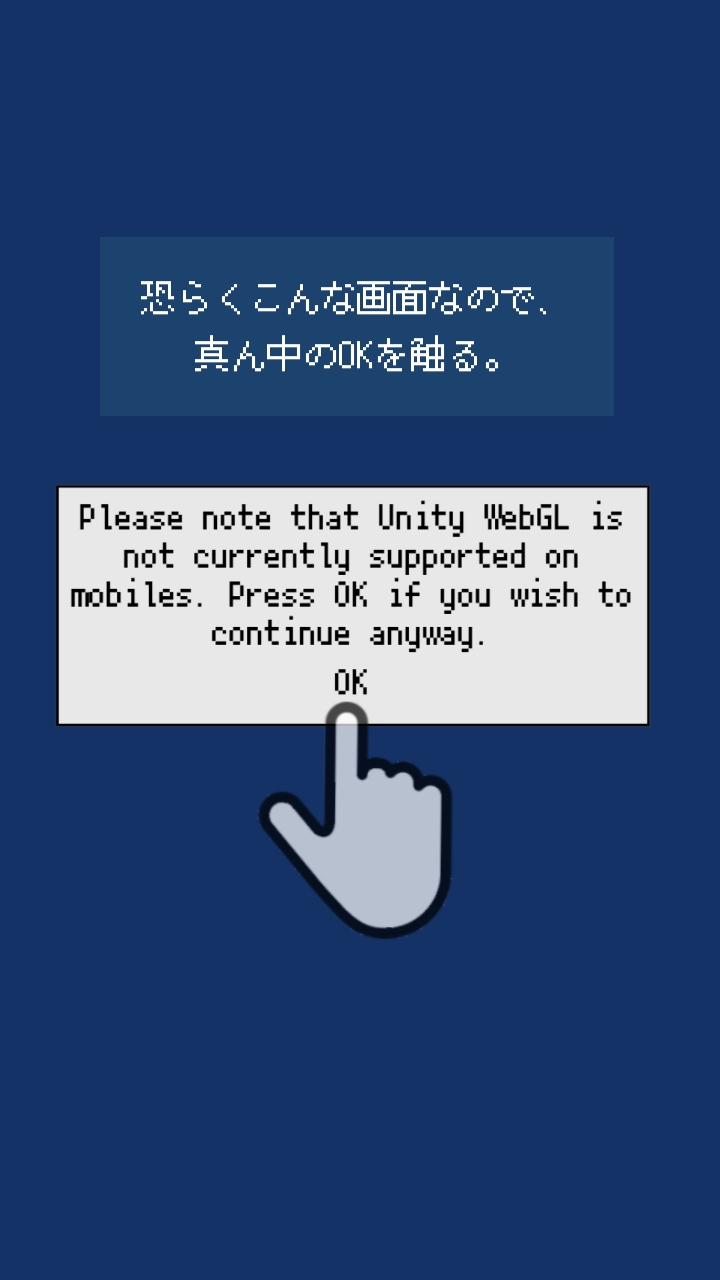 恐らくこんな画面なので、
真ん中のOKを触る。
Please note that Unity WebGL is
not currently supported on
mobiles. Press OK if you wish to
continue anyway.
OK